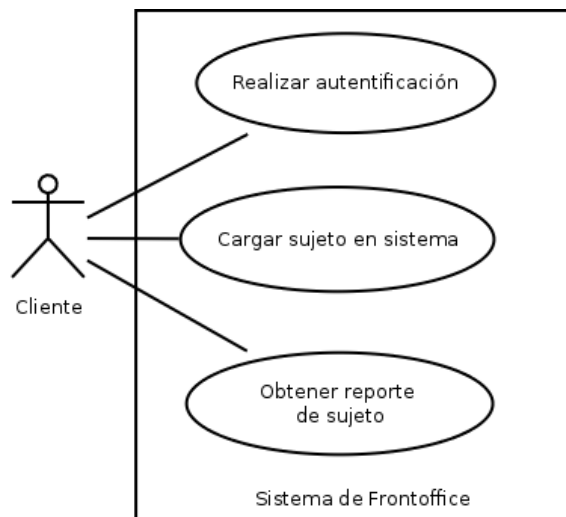 Realizar autentificación
Cargar sujeto en sistema
Cliente
Obtener reporte
de sujeto
Sistema de Frontoffice